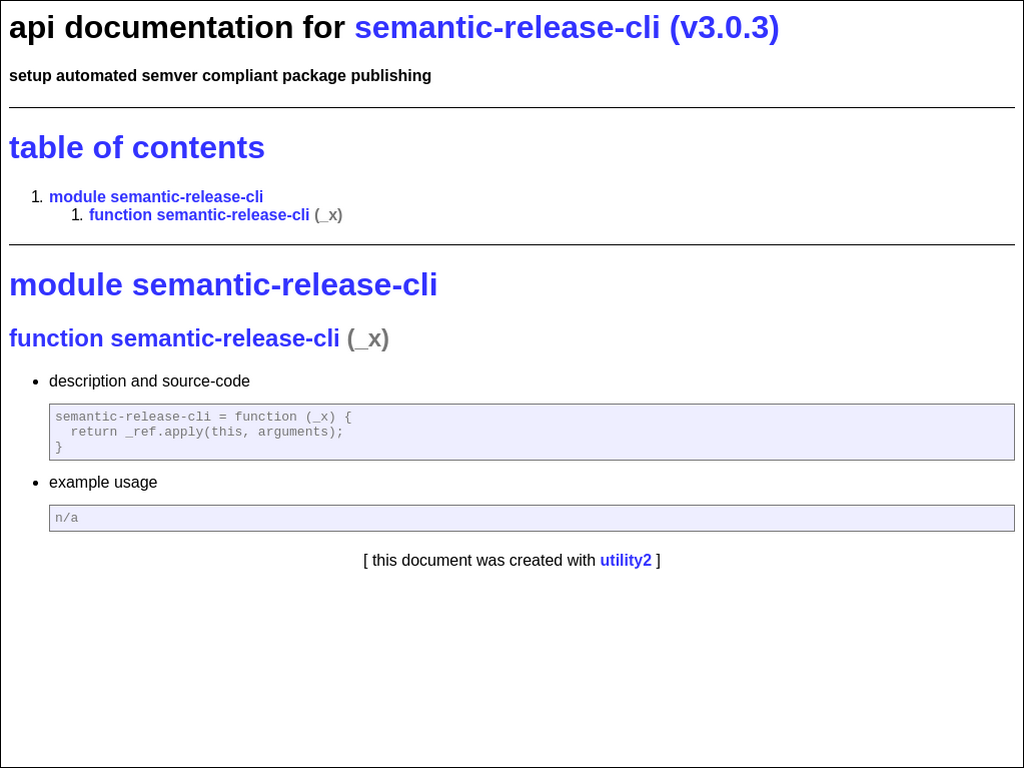 api documentation for semantic-release-cli (v3.0.3)
setup automated semver compliant package publishing
table of contents
1. module semantic-release-cli
1. function semantic-release-cli (_x)
module semantic-release-cli
function semantic-release-cli (_x)
• description and source-code
semantic-release-cli = function (_x) {
  return _ref.apply(this, arguments);
}
• example usage
n/a
[ this document was created with utility2 ]